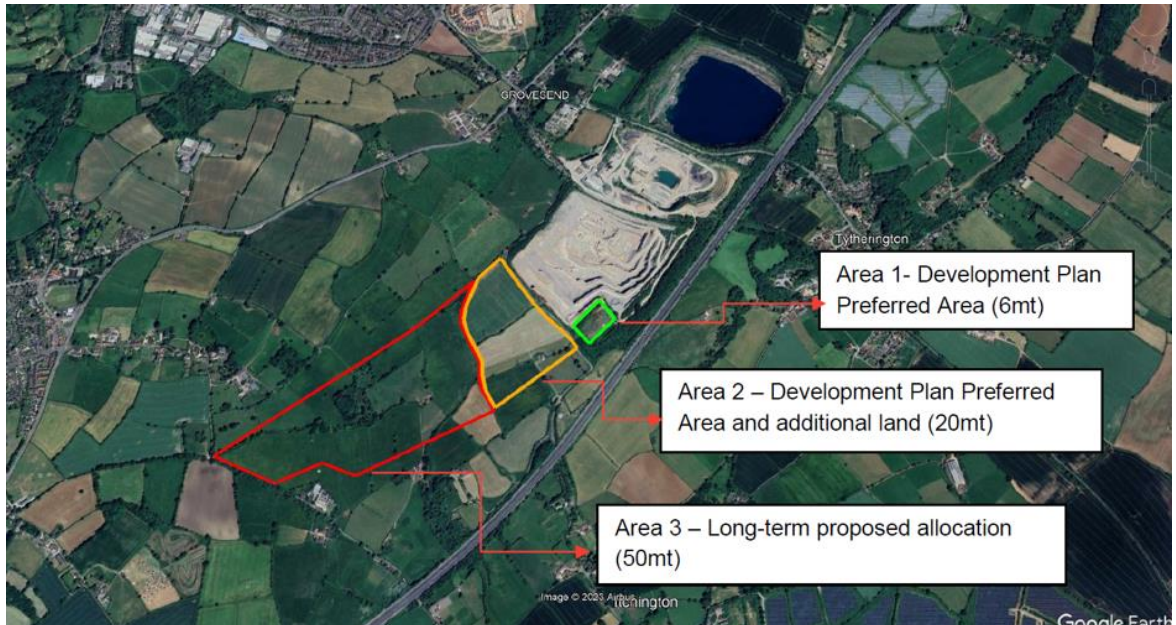 GROVESEND
Tytherington
Area 1- Development Plan
Preferred Area (6mt)
Area 2 – Development Plan Preferred
Area and additional land (20mt)
Area 3 – Long-term proposed allocation
(50mt)
Image © 2023 Airbus
Itchington
Google Earth